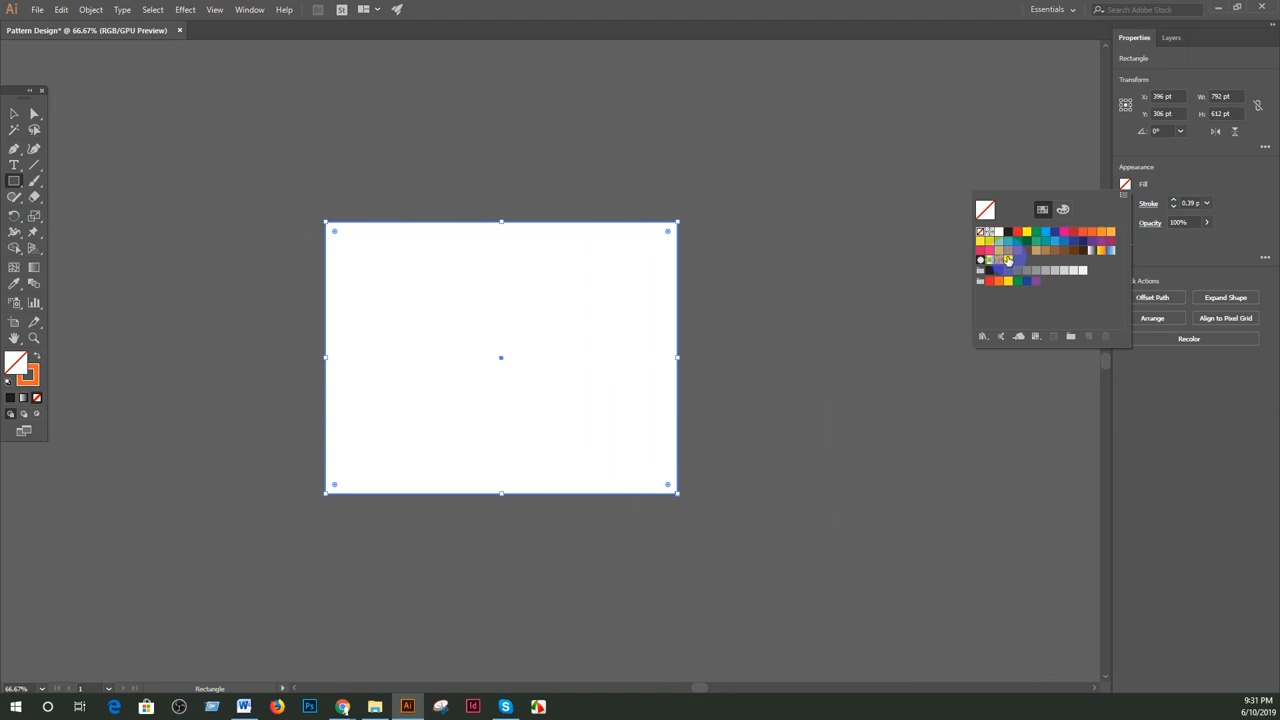 Ai File Edit Object Type Select Effect View Window Help Br St Essentials Search Adobe Stock
Pattern Design* @ 66.67% (RGB/GPU Preview) ×
Properties Layers
Rectangle
Transform
X: 396 pt W: 792 pt
Y: 306 pt H: 612 pt
0°
Appearance
Fill
Stroke 0.39 p
Opacity 100%
k Actions
Offset Path Expand Shape
Arrange Align to Pixel Grid
Recolor
66.67% 1 Rectangle
9:31 PM
6/10/2019